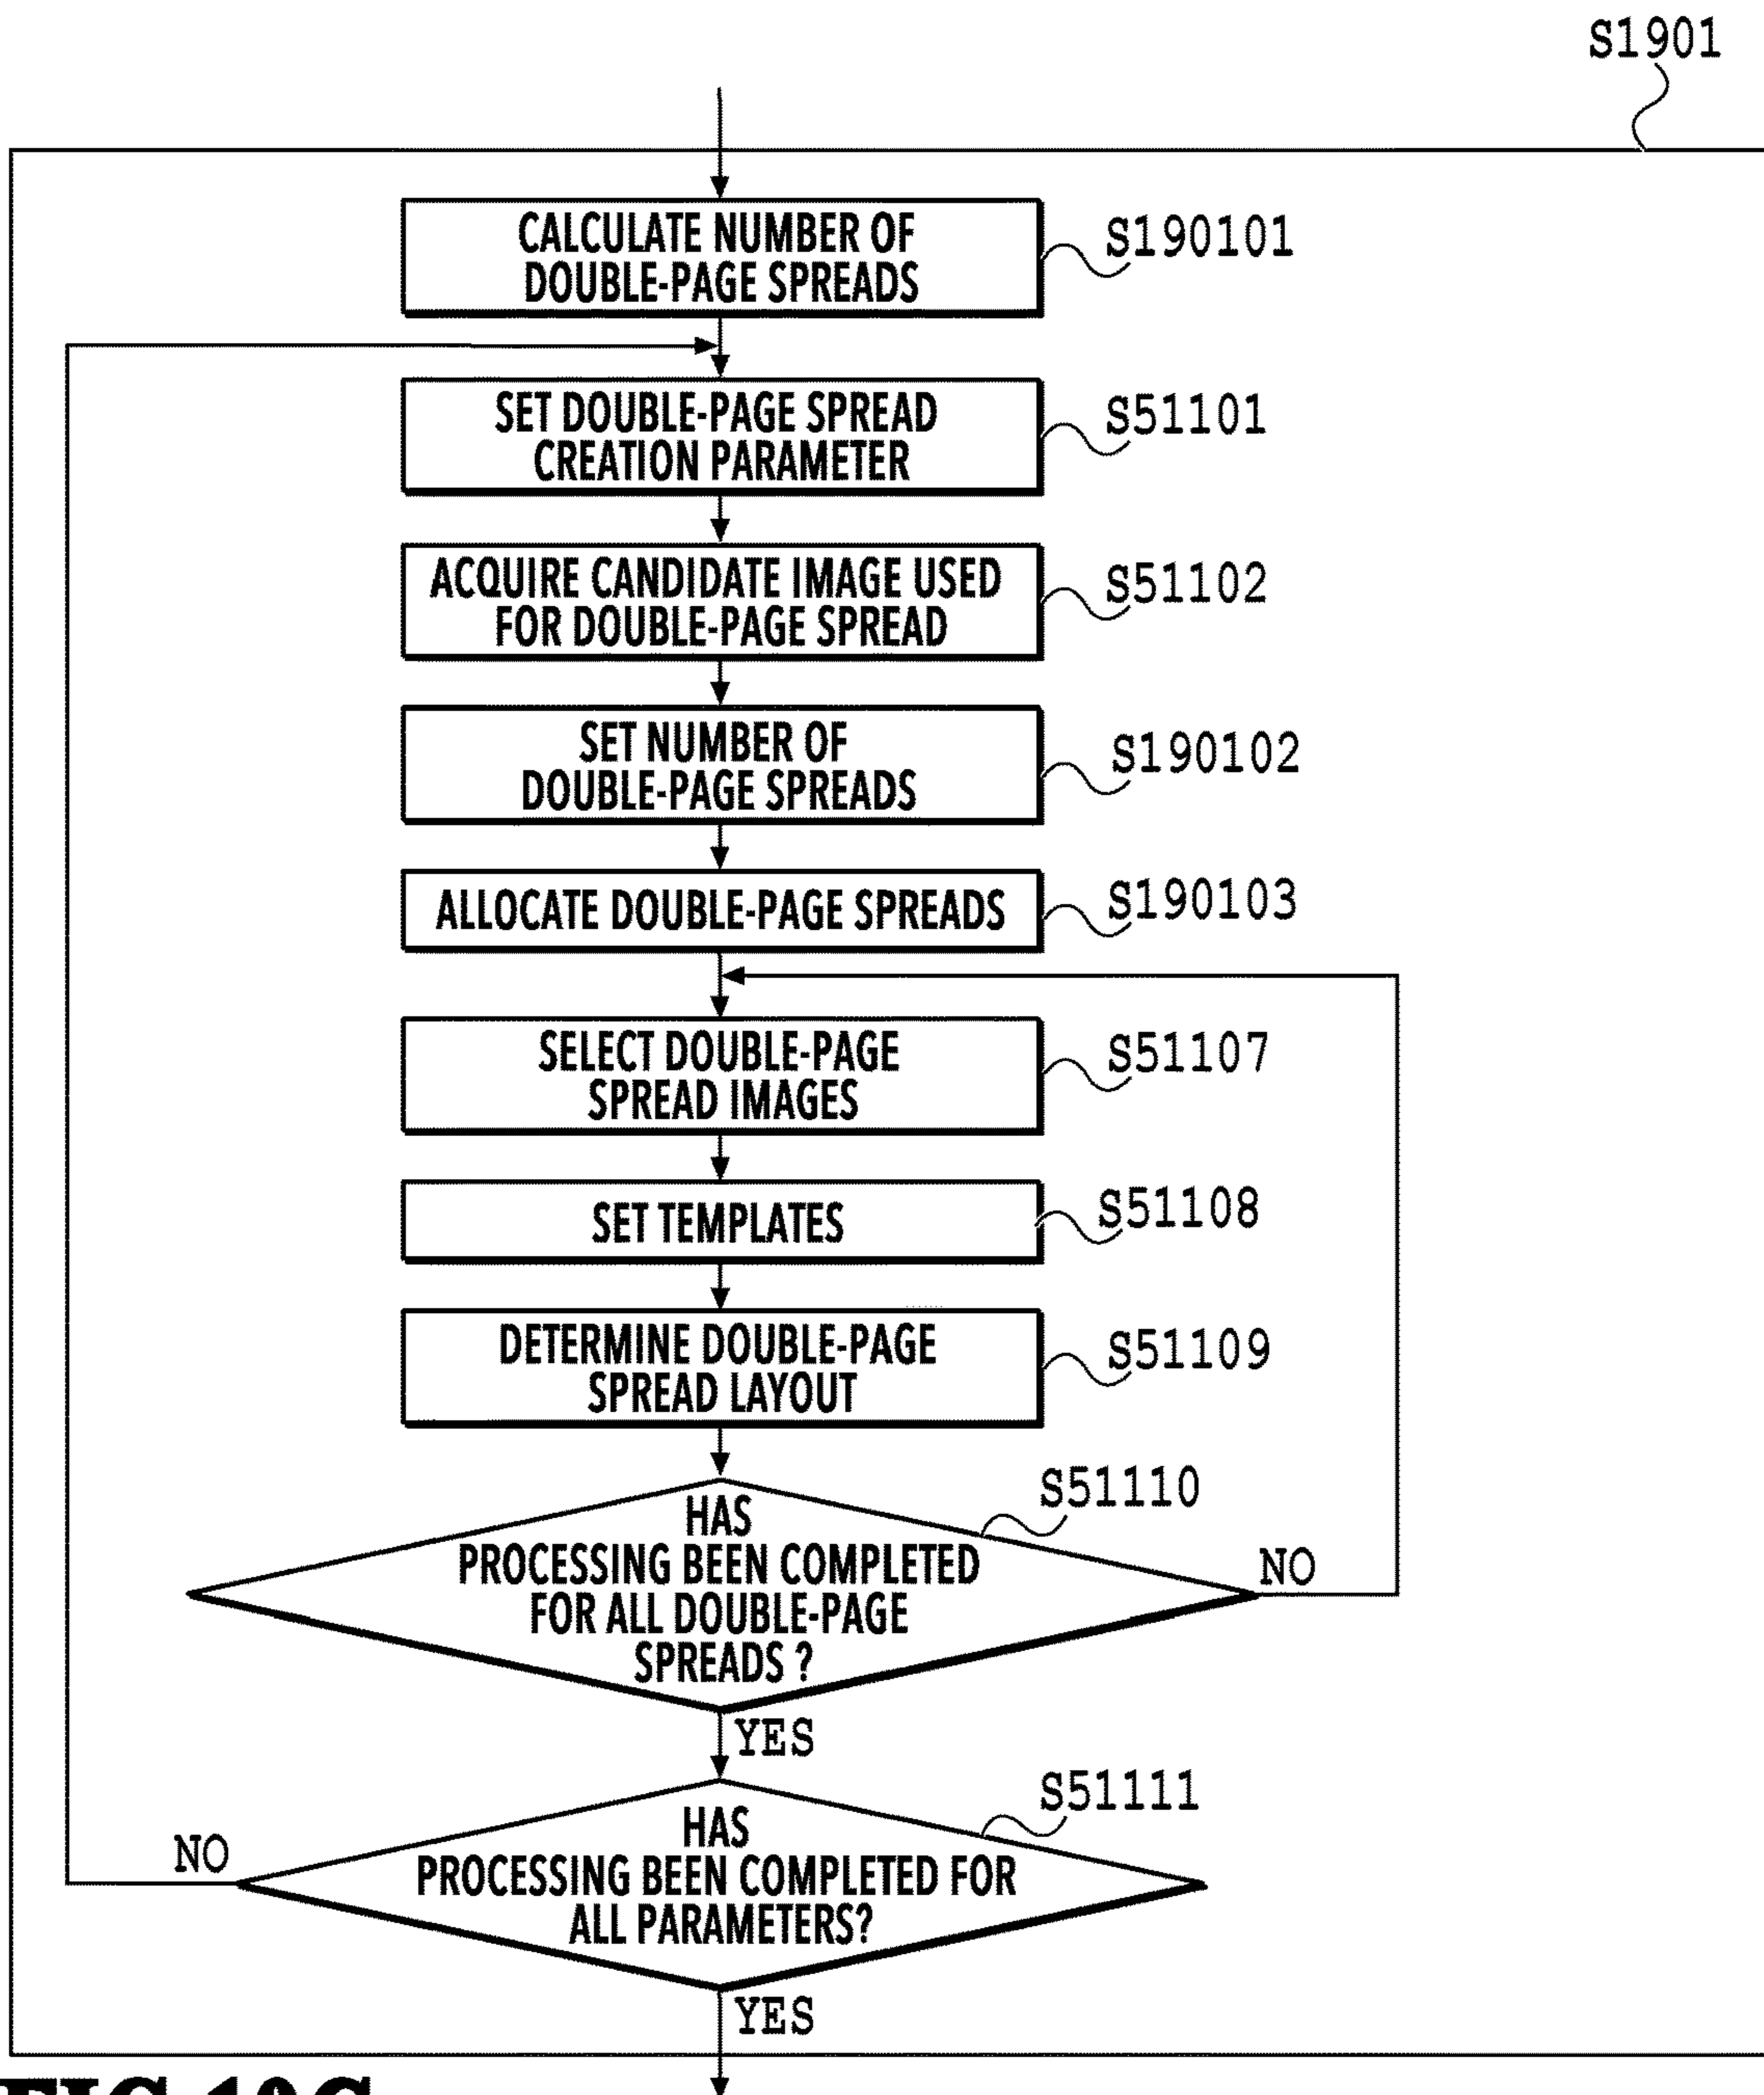 S1901
CALCULATE NUMBER OF
DOUBLE-PAGE SPREADS
S190101
SET DOUBLE-PAGE SPREAD
CREATION PARAMETER
S51101
ACQUIRE CANDIDATE IMAGE USED
FOR DOUBLE-PAGE SPREAD
S51102
SET NUMBER OF
DOUBLE-PAGE SPREADS
S190102
ALLOCATE DOUBLE-PAGE SPREADS
S190103
SELECT DOUBLE-PAGE
SPREAD IMAGES
S51107
SET TEMPLATES
S51108
DETERMINE DOUBLE-PAGE
SPREAD LAYOUT
S51109
S51110
HAS
PROCESSING BEEN COMPLETED
FOR ALL DOUBLE-PAGE
SPREADS ?
NO
YES
S51111
HAS
PROCESSING BEEN COMPLETED FOR
ALL PARAMETERS?
NO
YES